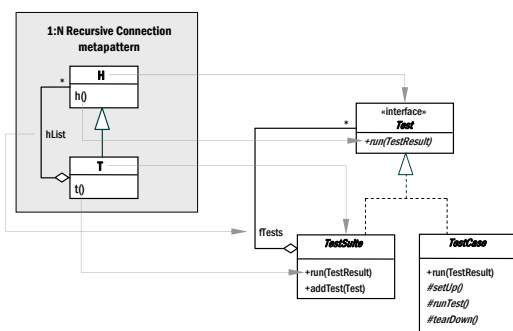 1:N Recursive Connection
metapattern
H
*
h()
hList
T
t()
«interface»
Test
*
+run(TestResult)
fTests
TestSuite
+run(TestResult)
+addTest(Test)
TestCase
+run(TestResult)
#setUp()
#runTest()
#tearDown()